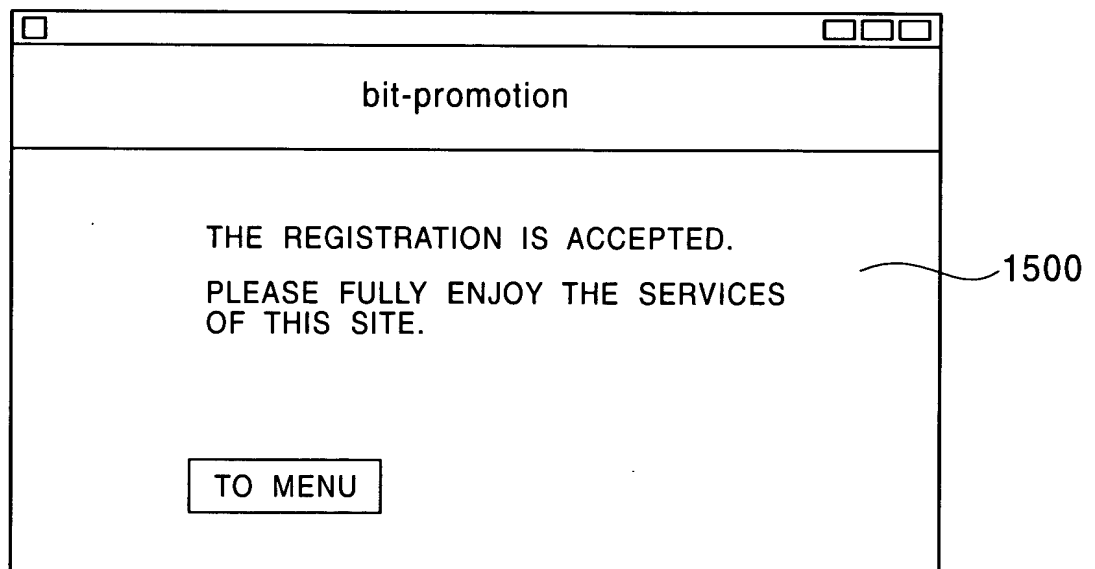 bit-promotion
THE REGISTRATION IS ACCEPTED.
PLEASE FULLY ENJOY THE SERVICES
OF THIS SITE.
1500
TO MENU